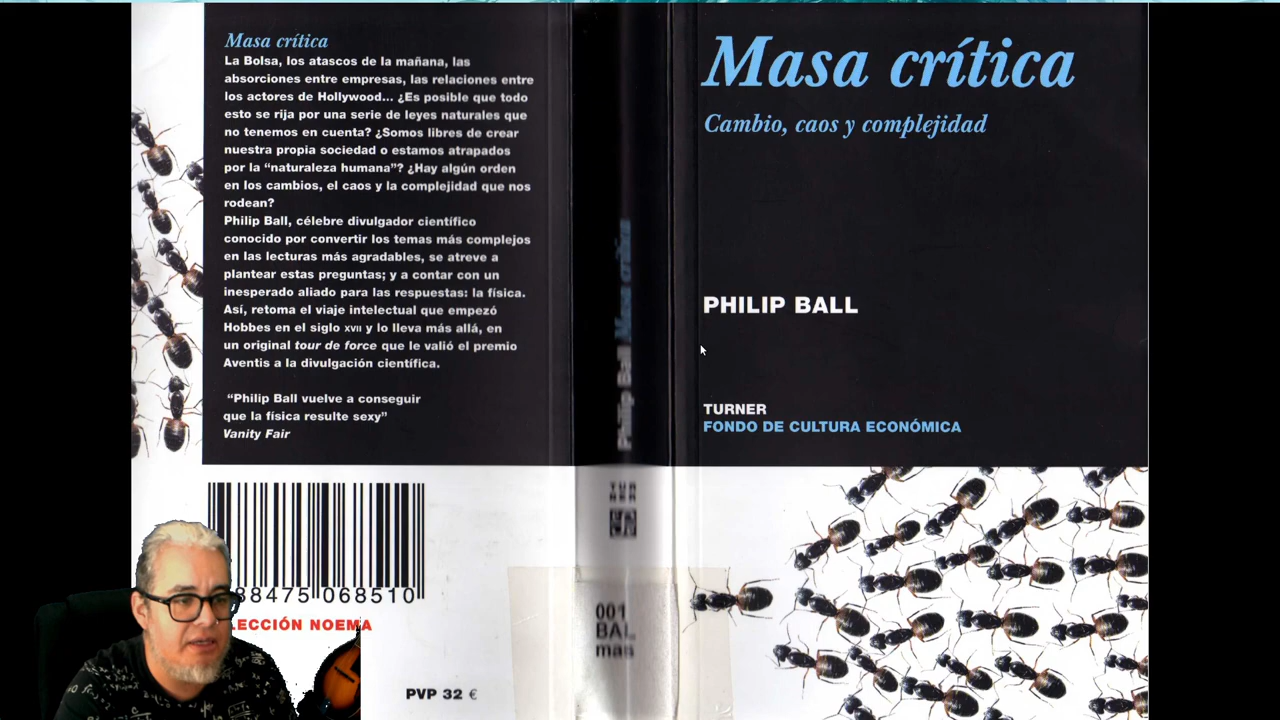 Masa crítica
La Bolsa, los atascos de la mañana, las
absorciones entre empresas, las relaciones entre
los actores de Hollywood... ¿Es posible que todo
esto se rija por una serie de leyes naturales que
no tenemos en cuenta? ¿Somos libres de crear
nuestra propia sociedad o estamos atrapados
por la “naturaleza humana”? ¿Hay algún orden
en los cambios, el caos y la complejidad que nos
rodean?
Philip Ball, célebre divulgador científico
conocido por convertir los temas más complejos
en las lecturas más agradables, se atreve a
plantear estas preguntas; y a contar con un
inesperado aliado para las respuestas: la física.
Así, retoma el viaje intelectual que empezó
Hobbes en el siglo XVII y lo lleva más allá, en
un original tour de force que le valió el premio
Aventis a la divulgación científica.
“Philip Ball vuelve a conseguir
que la física resulte sexy”
Vanity Fair
88475 068510
LECCIÓN NOEMA
PVP 32 €
Philip Ball Masa crítica
TUR
NER
001
BAL
mas
Masa crítica
Cambio, caos y complejidad
PHILIP BALL
TURNER
FONDO DE CULTURA ECONÓMICA